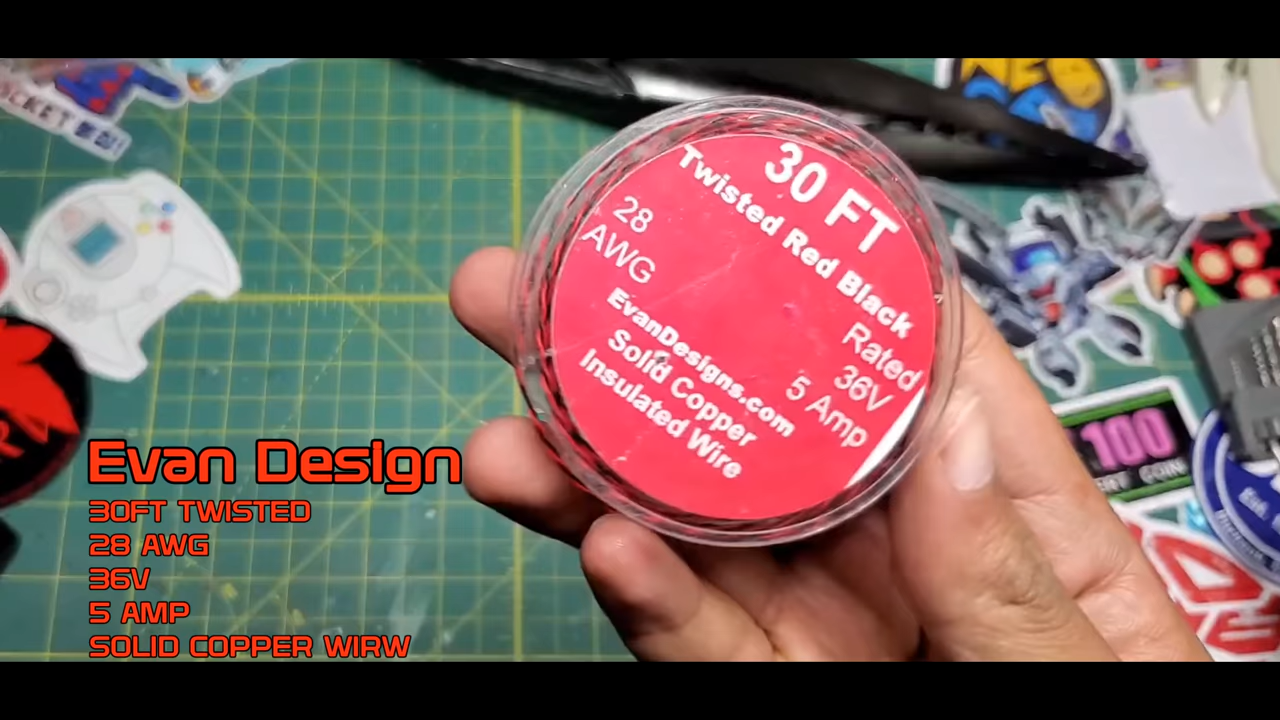 30 FT
Twisted Red Black
28
AWG
Rated
36V
5 Amp
EvanDesigns.com
Solid Copper
Insulated Wire
100
Evan Design
30FT TWISTED
28 AWG
36V
5 AMP
SOLID COPPER WIRW